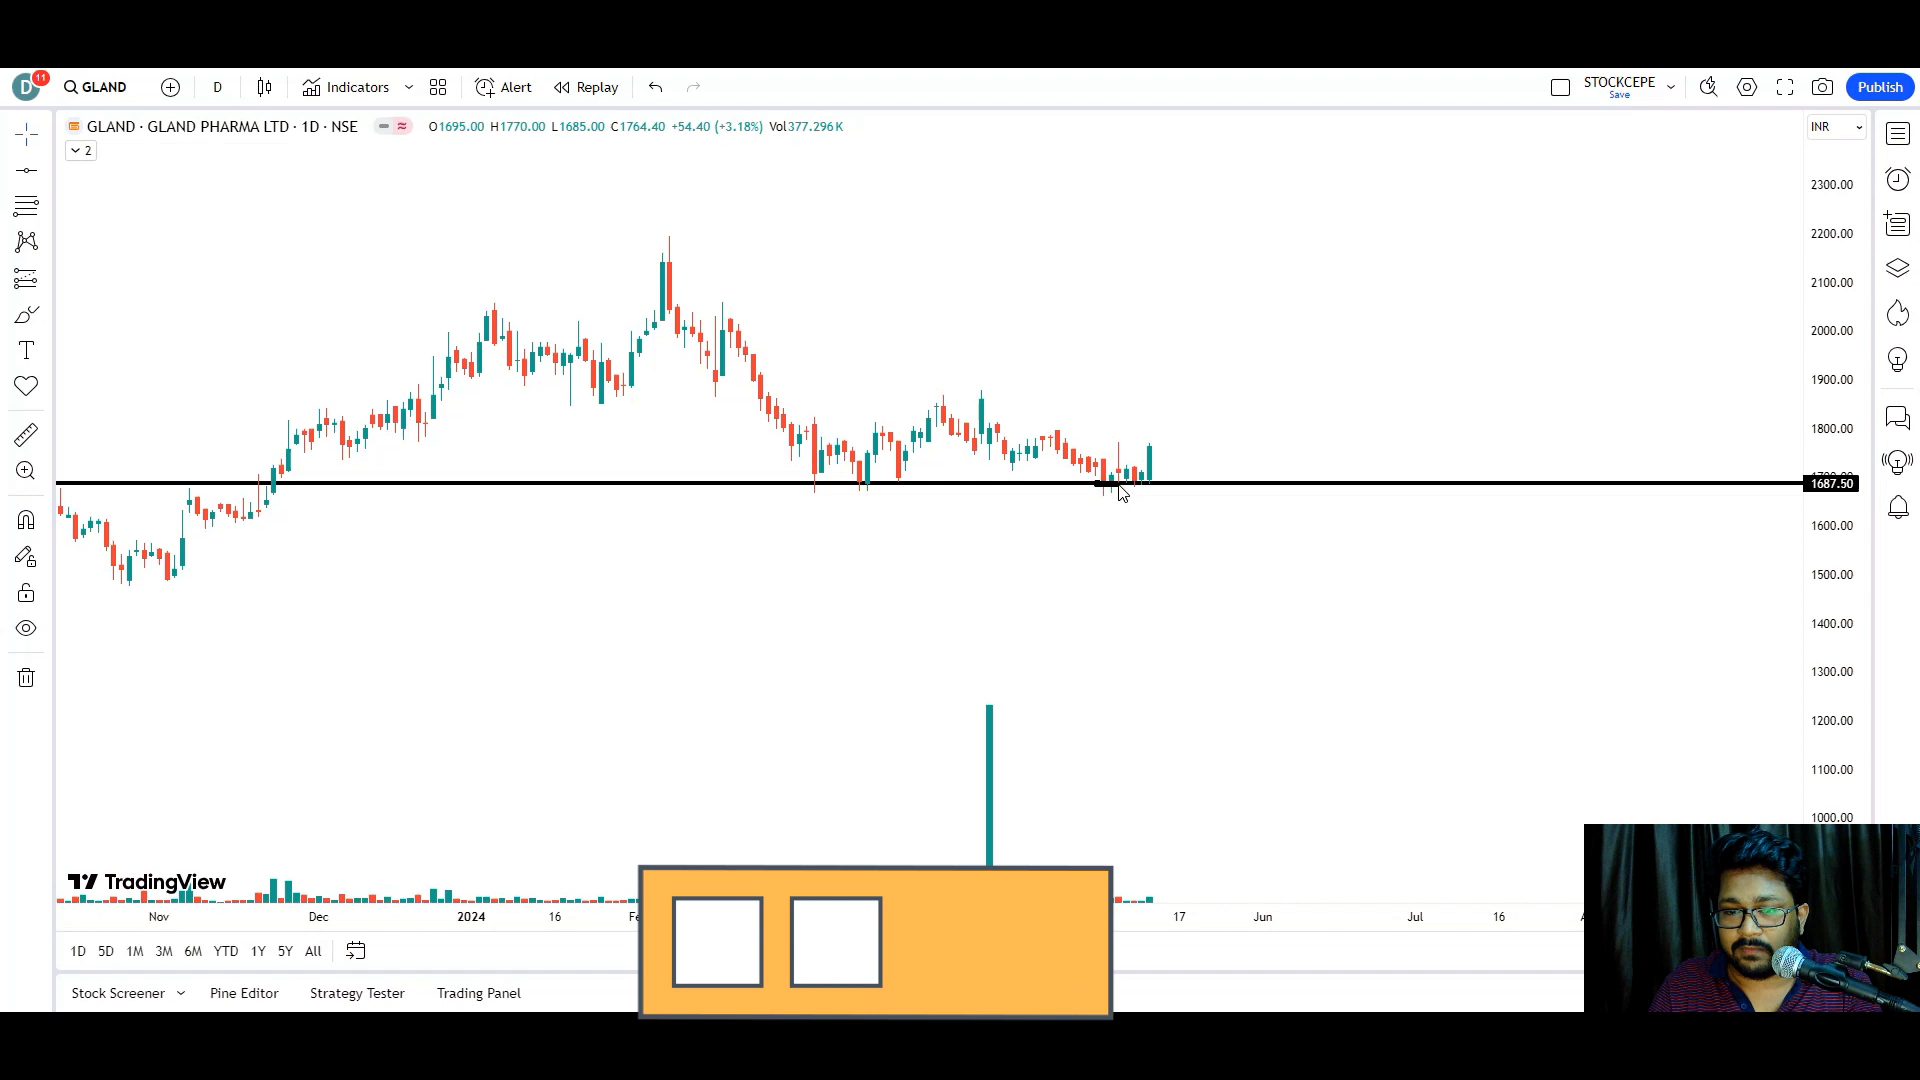 D 11 GLAND D Indicators Alert Replay STOCKCEPE Save Publish
GLAND · GLAND PHARMA LTD · 1D · NSE O1695.00 H1770.00 L1685.00 C1764.40 +54.40 (+3.18%) Vol377.296K INR
2
2300.00
2200.00
2100.00
2000.00
1900.00
1800.00
1687.50
1600.00
1500.00
1400.00
1300.00
1200.00
1100.00
1000.00
TradingView
Nov Dec 2024 16 17 Jun Jul 16
1D 5D 1M 3M 6M YTD 1Y 5Y All
Stock Screener Pine Editor Strategy Tester Trading Panel